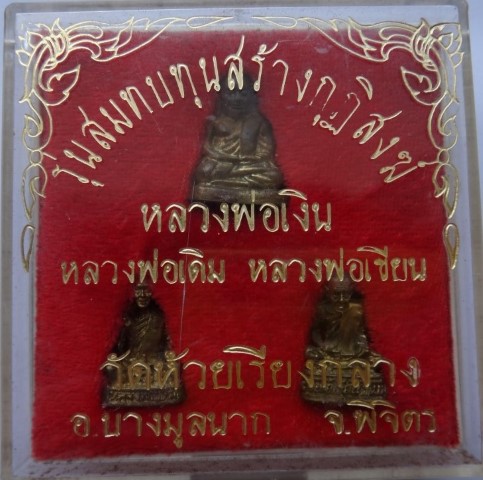 รุ่นสมทบทุนสร้างกุฏิสงฆ์
หลวงพ่อเงิน
หลวงพ่อเดิม หลวงพ่อเขียน
วัดห้วยเรียงกลาง
อ.บางมูลนาก จ.พิจิตร